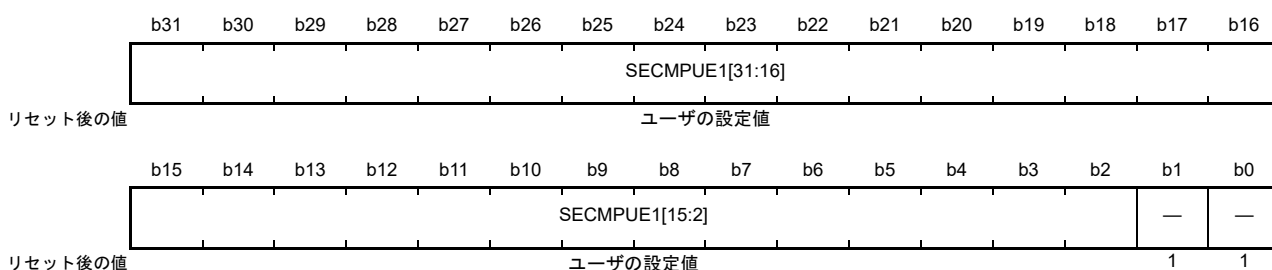 b31 b30 b29 b28 b27 b26 b25 b24 b23 b22 b21 b20 b19 b18 b17 b16
SECMPUE1[31:16]
リセット後の値 ユーザの設定値
b15 b14 b13 b12 b11 b10 b9 b8 b7 b6 b5 b4 b3 b2 b1 b0
SECMPUE1[15:2] — —
リセット後の値 ユーザの設定値 1 1